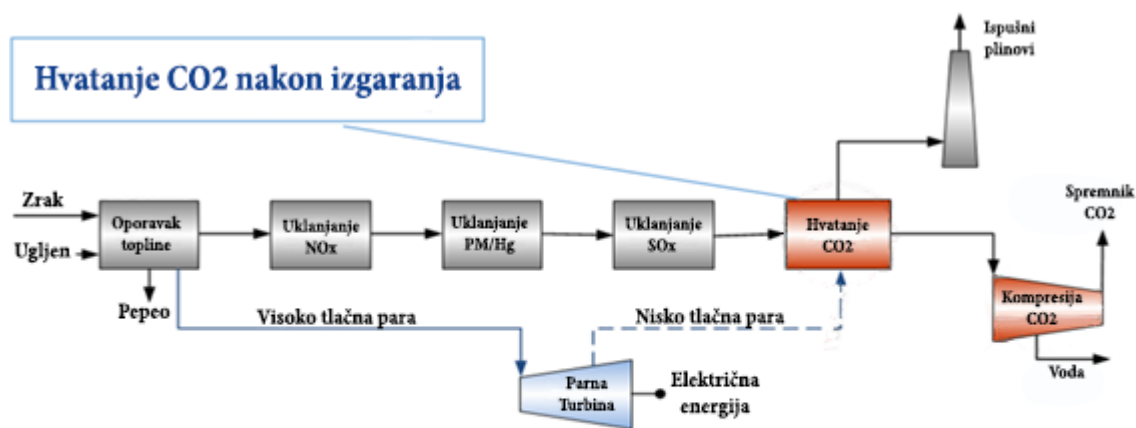 Ispušni
plinovi
Hvatanje CO2 nakon izgaranja
Zrak
Ugljen
Oporavak
topline
Uklanjanje
NOx
Uklanjanje
PM/Hg
Uklanjanje
SOx
Hvatanje
CO2
Spremnik
CO2
Pepeo
Visoko tlačna para
Nisko tlačna para
Kompresija
CO2
Voda
Parna
Turbina
Električna
energija